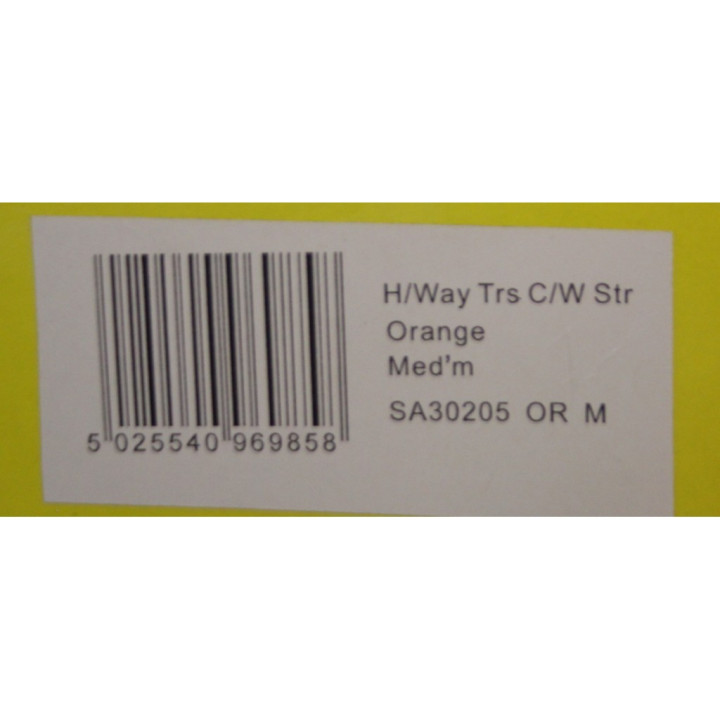 H/Way Trs C/W Str
Orange
Med'm
SA30205 OR M
5 025540 969858